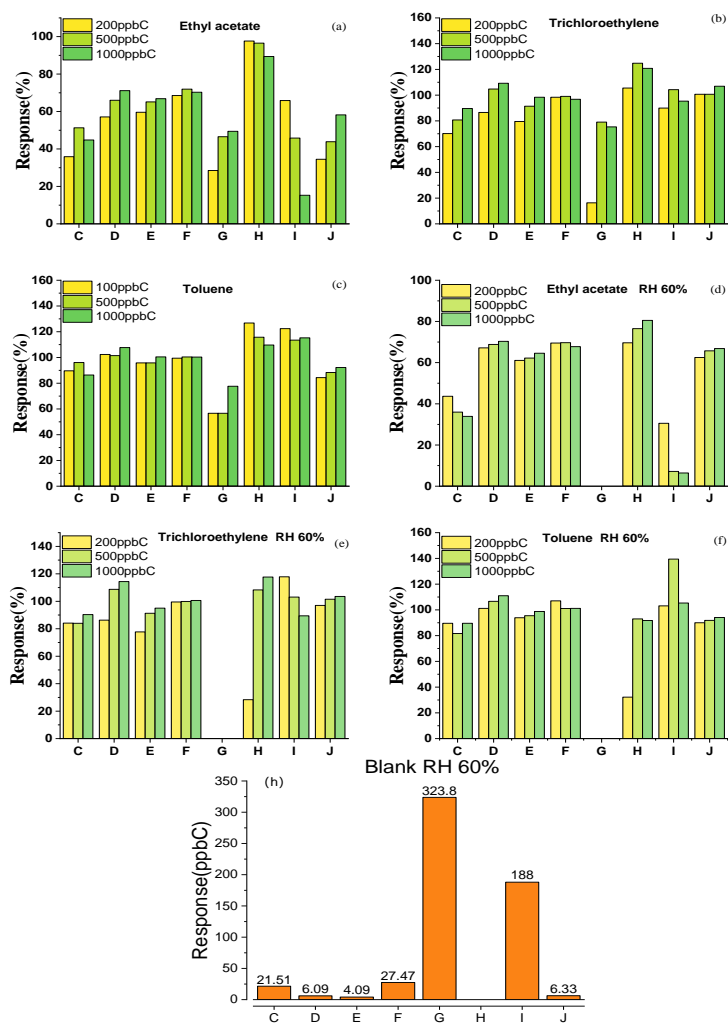 200ppbC
500ppbC
1000ppbC
Ethyl acetate
(a)
Response(%)
100
80
60
40
20
0
C D E F G H I J
200ppbC
500ppbC
1000ppbC
Trichloroethylene
(b)
Response(%)
160
140
120
100
80
60
40
20
0
C D E F G H I J
100ppbC
500ppbC
1000ppbC
Toluene
(c)
Response(%)
160
140
120
100
80
60
40
20
0
C D E F G H I J
200ppbC
500ppbC
1000ppbC
Ethyl acetate RH 60%
(d)
Response(%)
100
80
60
40
20
0
C D E F G H I J
200ppbC
500ppbC
1000ppbC
Trichloroethylene RH 60%
(e)
Response(%)
140
120
100
80
60
40
20
0
C D E F G H I J
200ppbC
500ppbC
1000ppbC
Toluene RH 60%
(f)
Response(%)
160
140
120
100
80
60
40
20
0
C D E F G H I J
Blank RH 60%
(h)
Response(ppbC)
350
300
250
200
150
100
50
0
21.51
6.09
4.09
27.47
323.8
188
6.33
C D E F G H I J